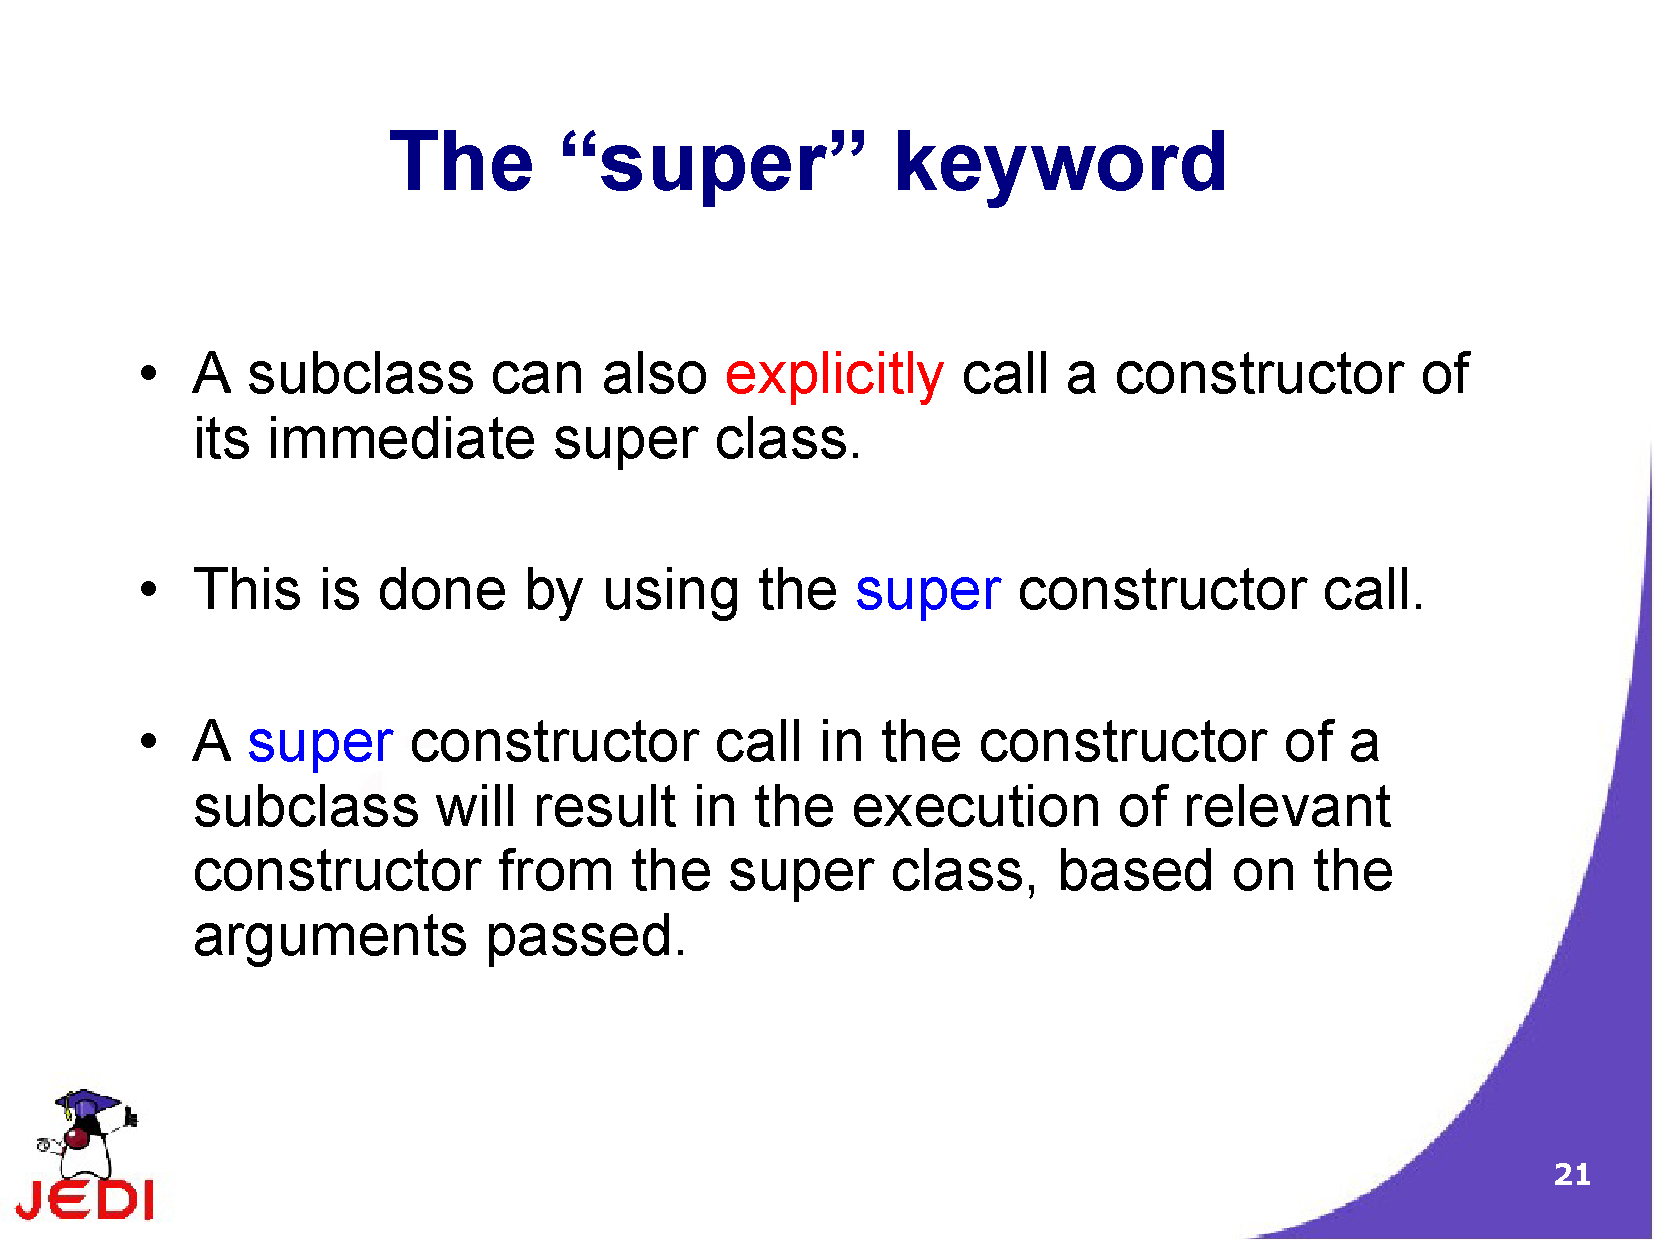 The “super” keyword
• A subclass can also explicitly call a constructor of
its immediate super class.
• This is done by using the super constructor call.
• A super constructor call in the constructor of a
subclass will result in the execution of relevant
constructor from the super class, based on the
arguments passed.
JEDI
21